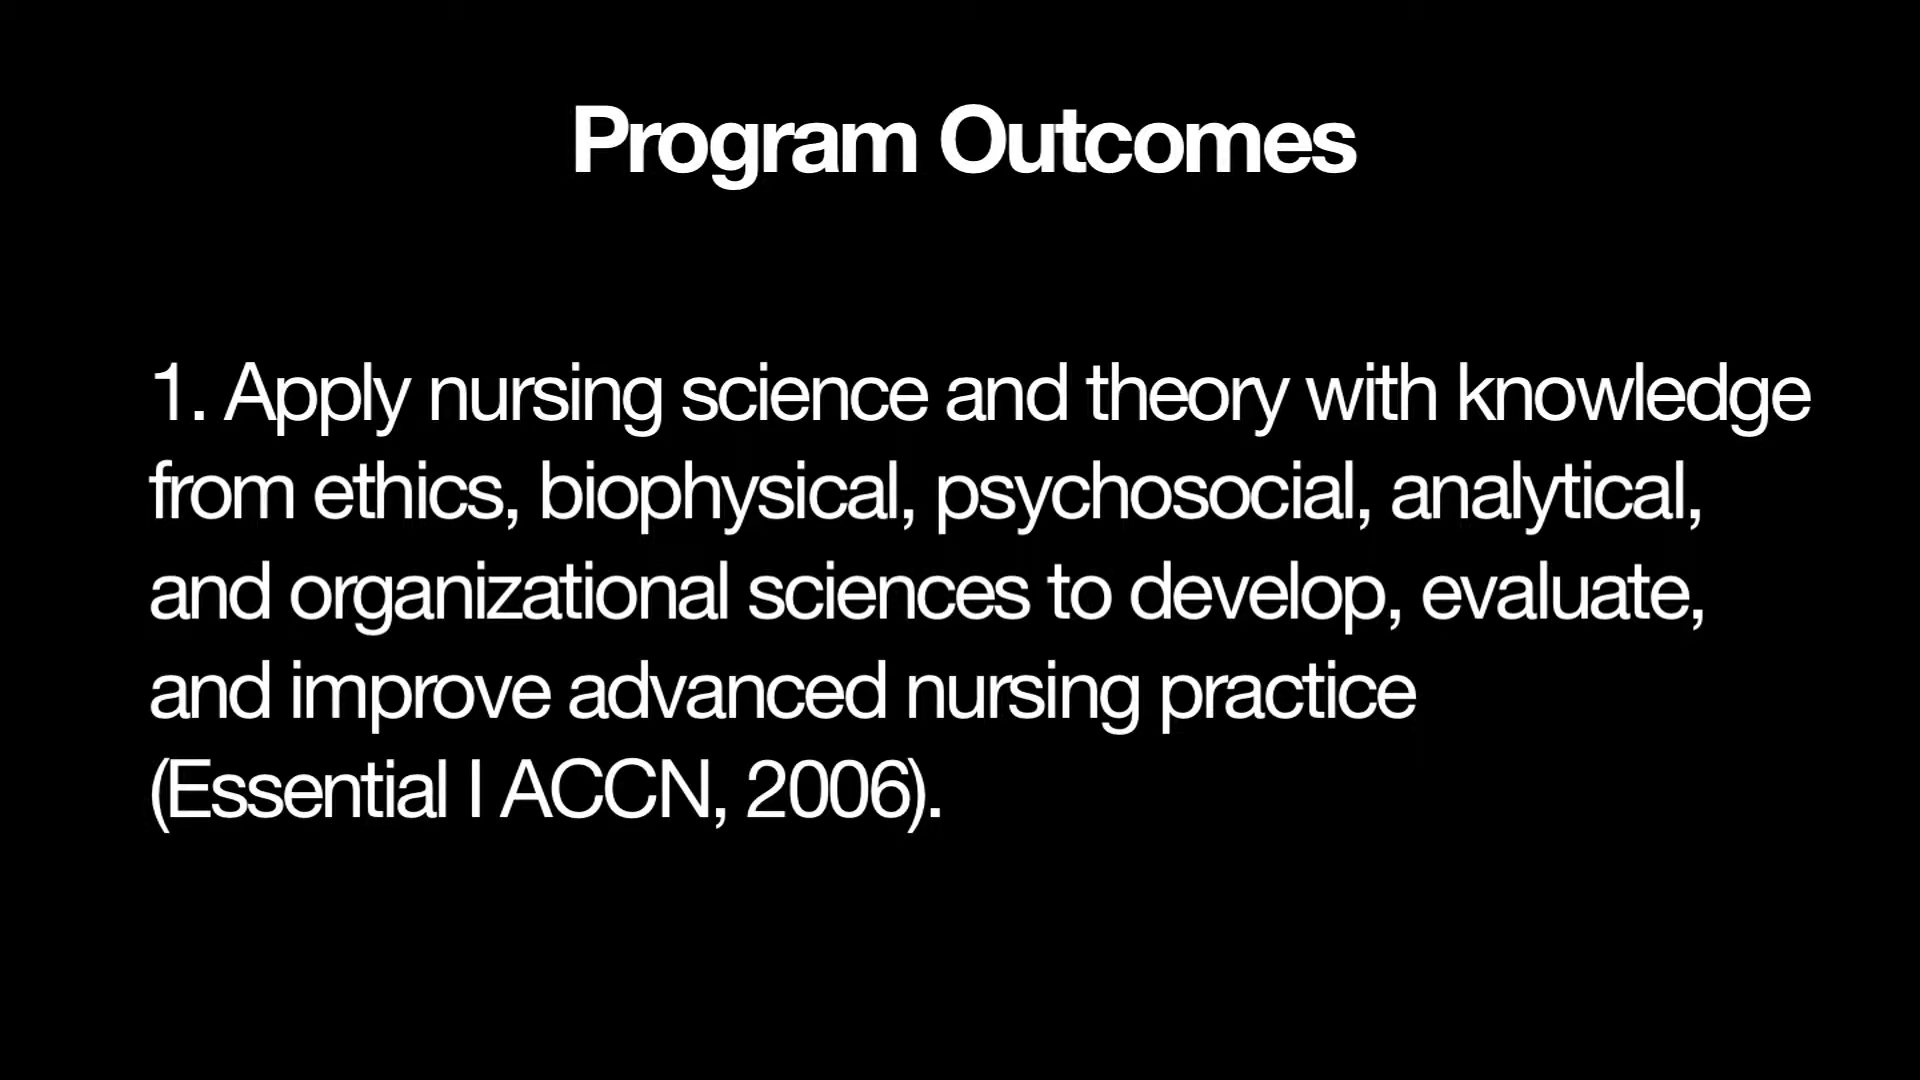 Program Outcomes
1. Apply nursing science and theory with knowledge
from ethics, biophysical, psychosocial, analytical,
and organizational sciences to develop, evaluate,
and improve advanced nursing practice
(Essential I ACCN, 2006).